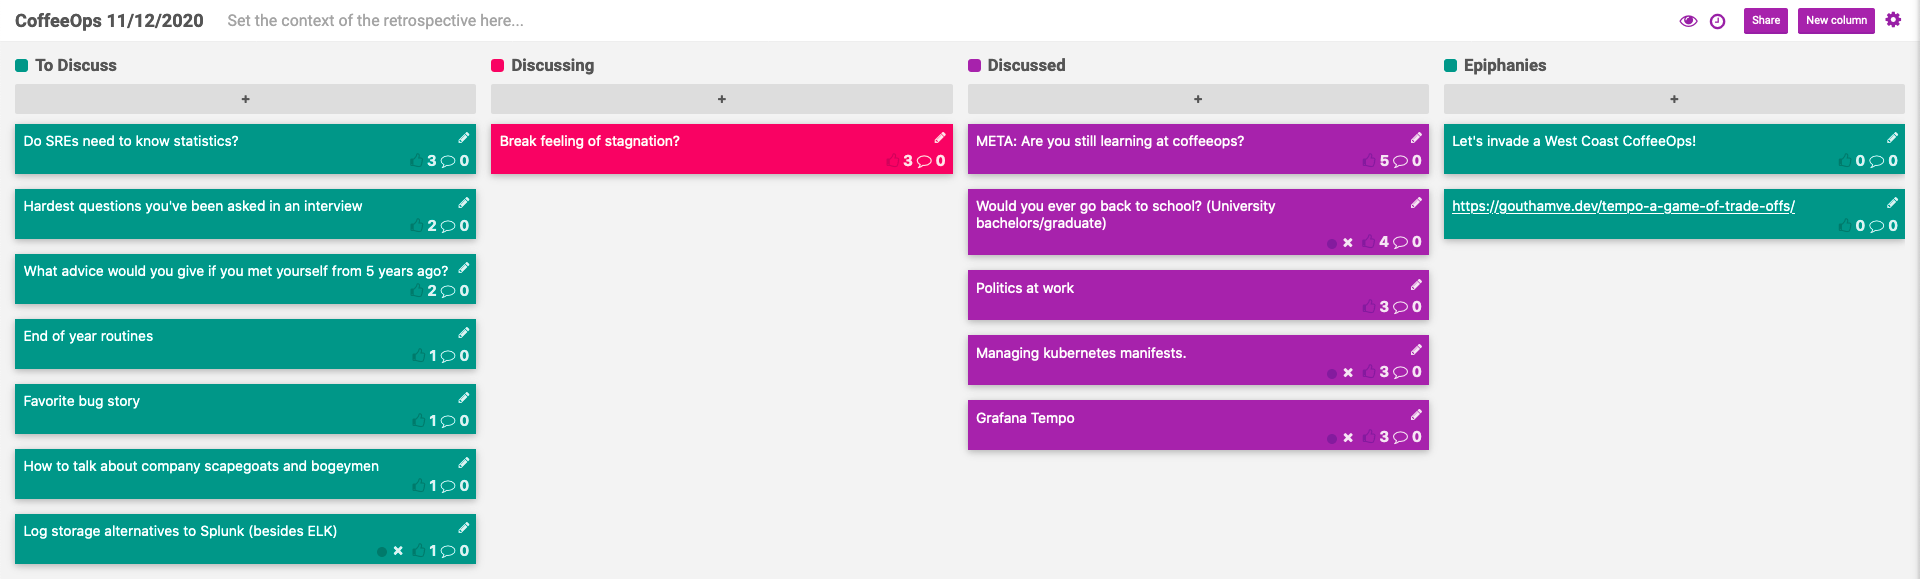 CoffeeOps 11/12/2020
Set the context of the retrospective here...
Share
New column
To Discuss
+
Do SREs need to know statistics?
3 0
Hardest questions you've been asked in an interview
2 0
What advice would you give if you met yourself from 5 years ago?
2 0
End of year routines
1 0
Favorite bug story
1 0
How to talk about company scapegoats and bogeymen
1 0
Log storage alternatives to Splunk (besides ELK)
1 0
Discussing
+
Break feeling of stagnation?
3 0
Discussed
+
META: Are you still learning at coffeeops?
5 0
Would you ever go back to school? (University
bachelors/graduate)
4 0
Politics at work
3 0
Managing kubernetes manifests.
3 0
Grafana Tempo
3 0
Epiphanies
+
Let's invade a West Coast CoffeeOps!
0 0
https://gouthamve.dev/tempo-a-game-of-trade-offs/
0 0